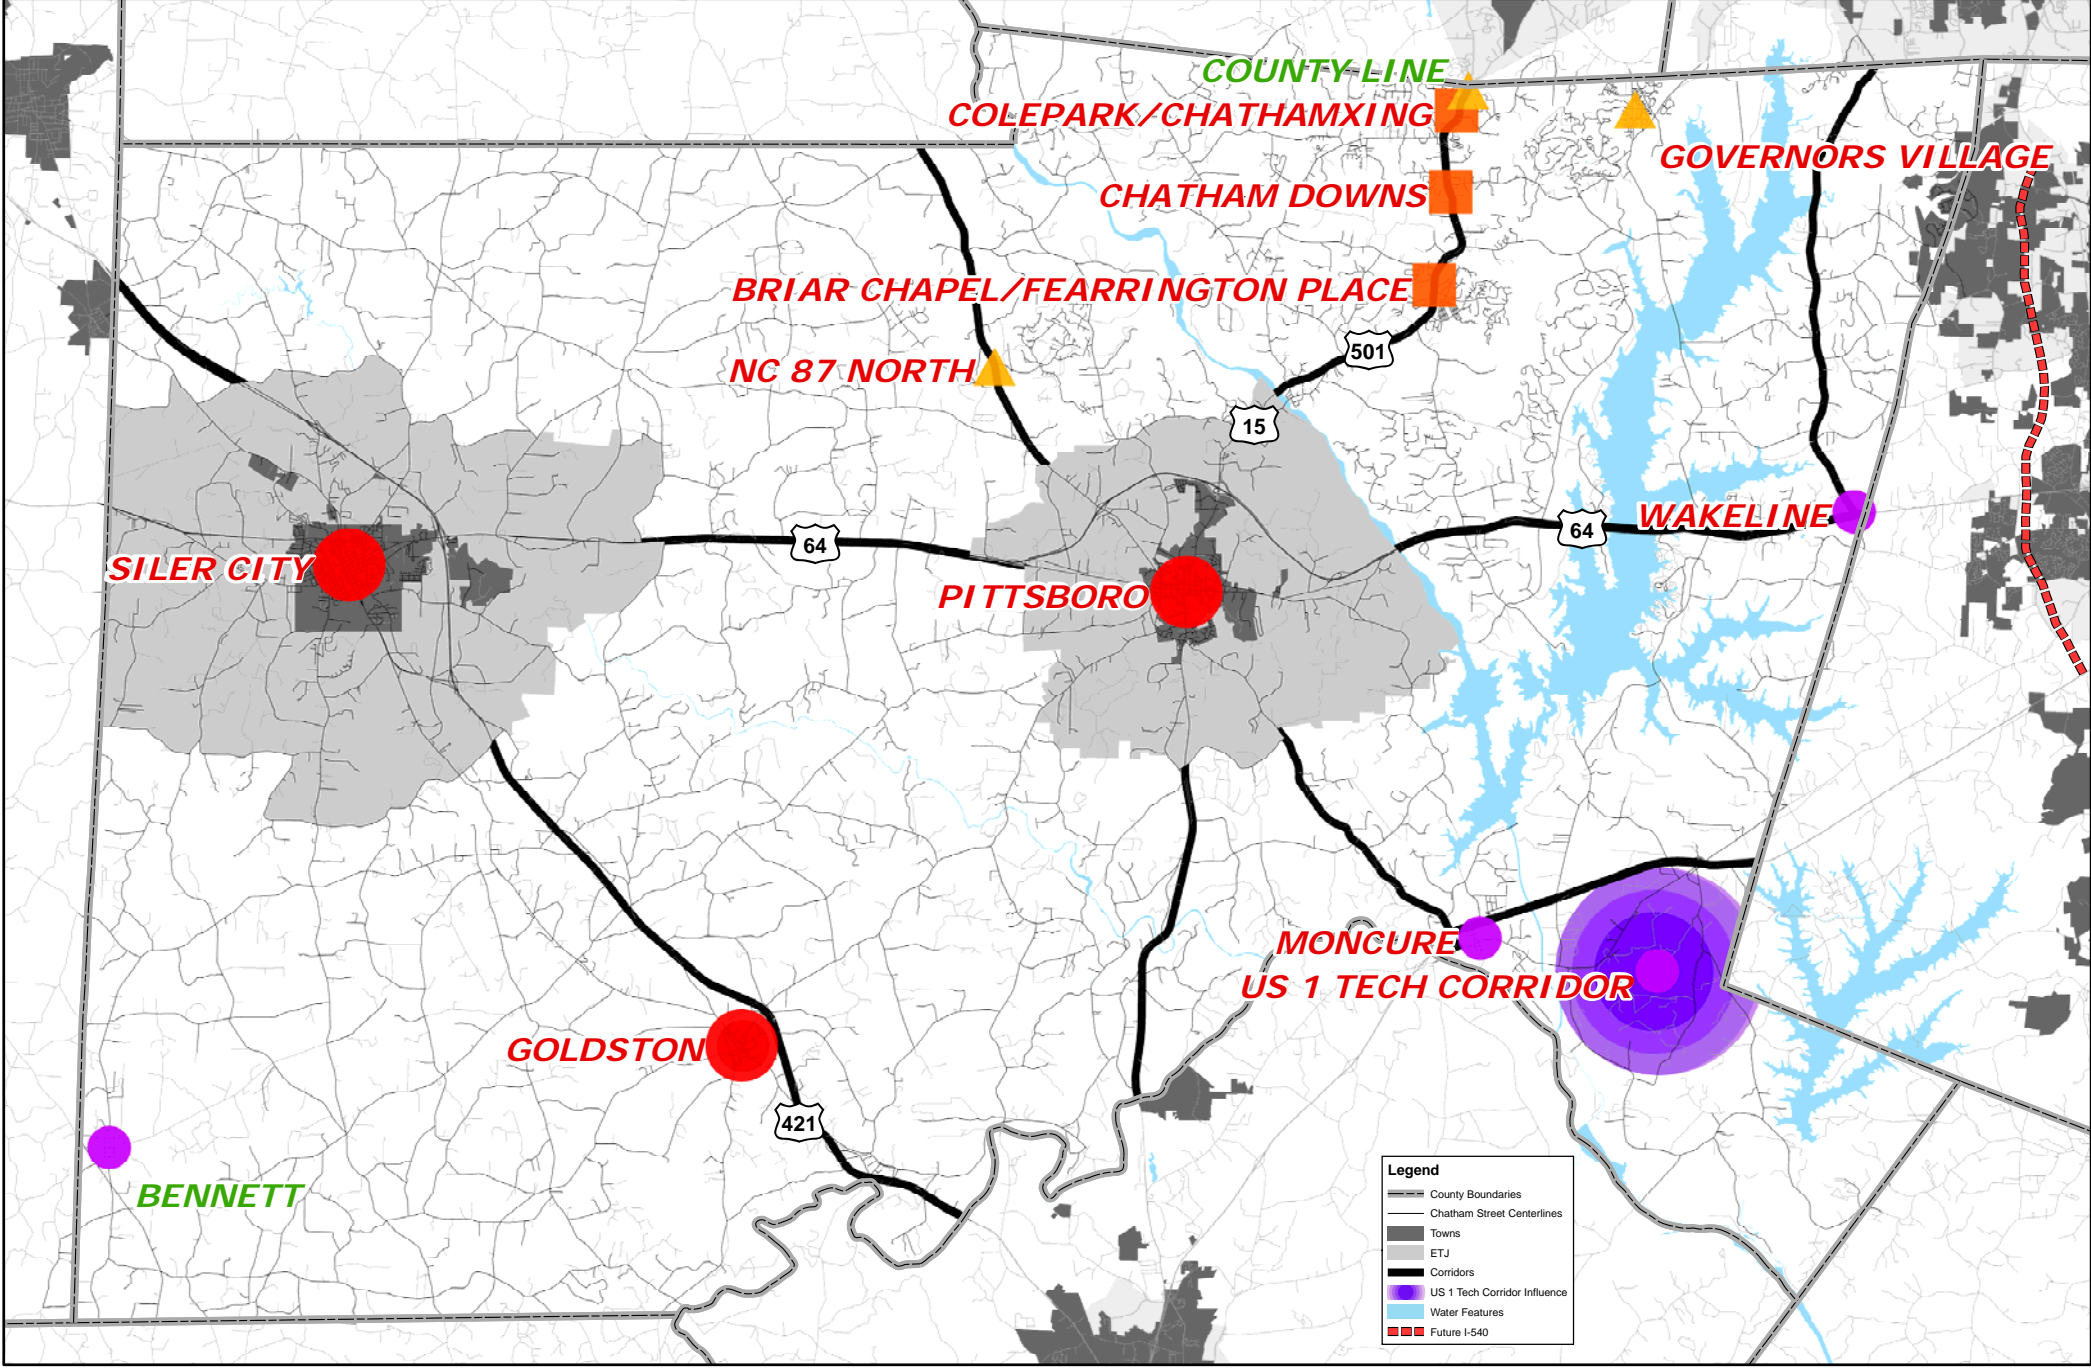 COUNTY LINE
COLEPARK/CHATHAMXING
GOVERNORS VILLAGE
CHATHAM DOWNS
BRIAR CHAPEL/FEARRINGTON PLACE
501
NC 87 NORTH
15
WAKELINE
64
64
SILER CITY
PITTSBORO
MONCURE
US 1 TECH CORRIDOR
GOLDSTON
421
BENNETT
Legend
County Boundaries
Chatham Street Centerlines
Towns
ETJ
Corridors
US 1 Tech Corridor Influence
Water Features
Future I-540